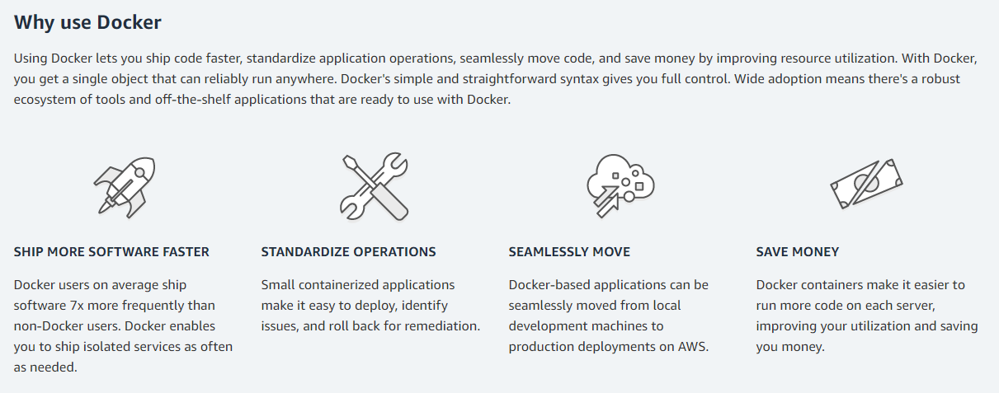 Why use Docker
Using Docker lets you ship code faster, standardize application operations, seamlessly move code, and save money by improving resource utilization. With Docker,
you get a single object that can reliably run anywhere. Docker's simple and straightforward syntax gives you full control. Wide adoption means there's a robust
ecosystem of tools and off-the-shelf applications that are ready to use with Docker.
SHIP MORE SOFTWARE FASTER
Docker users on average ship
software 7x more frequently than
non-Docker users. Docker enables
you to ship isolated services as often
as needed.
STANDARDIZE OPERATIONS
Small containerized applications
make it easy to deploy, identify
issues, and roll back for remediation.
SEAMLESSLY MOVE
Docker-based applications can be
seamlessly moved from local
development machines to
production deployments on AWS.
SAVE MONEY
Docker containers make it easier to
run more code on each server,
improving your utilization and saving
you money.